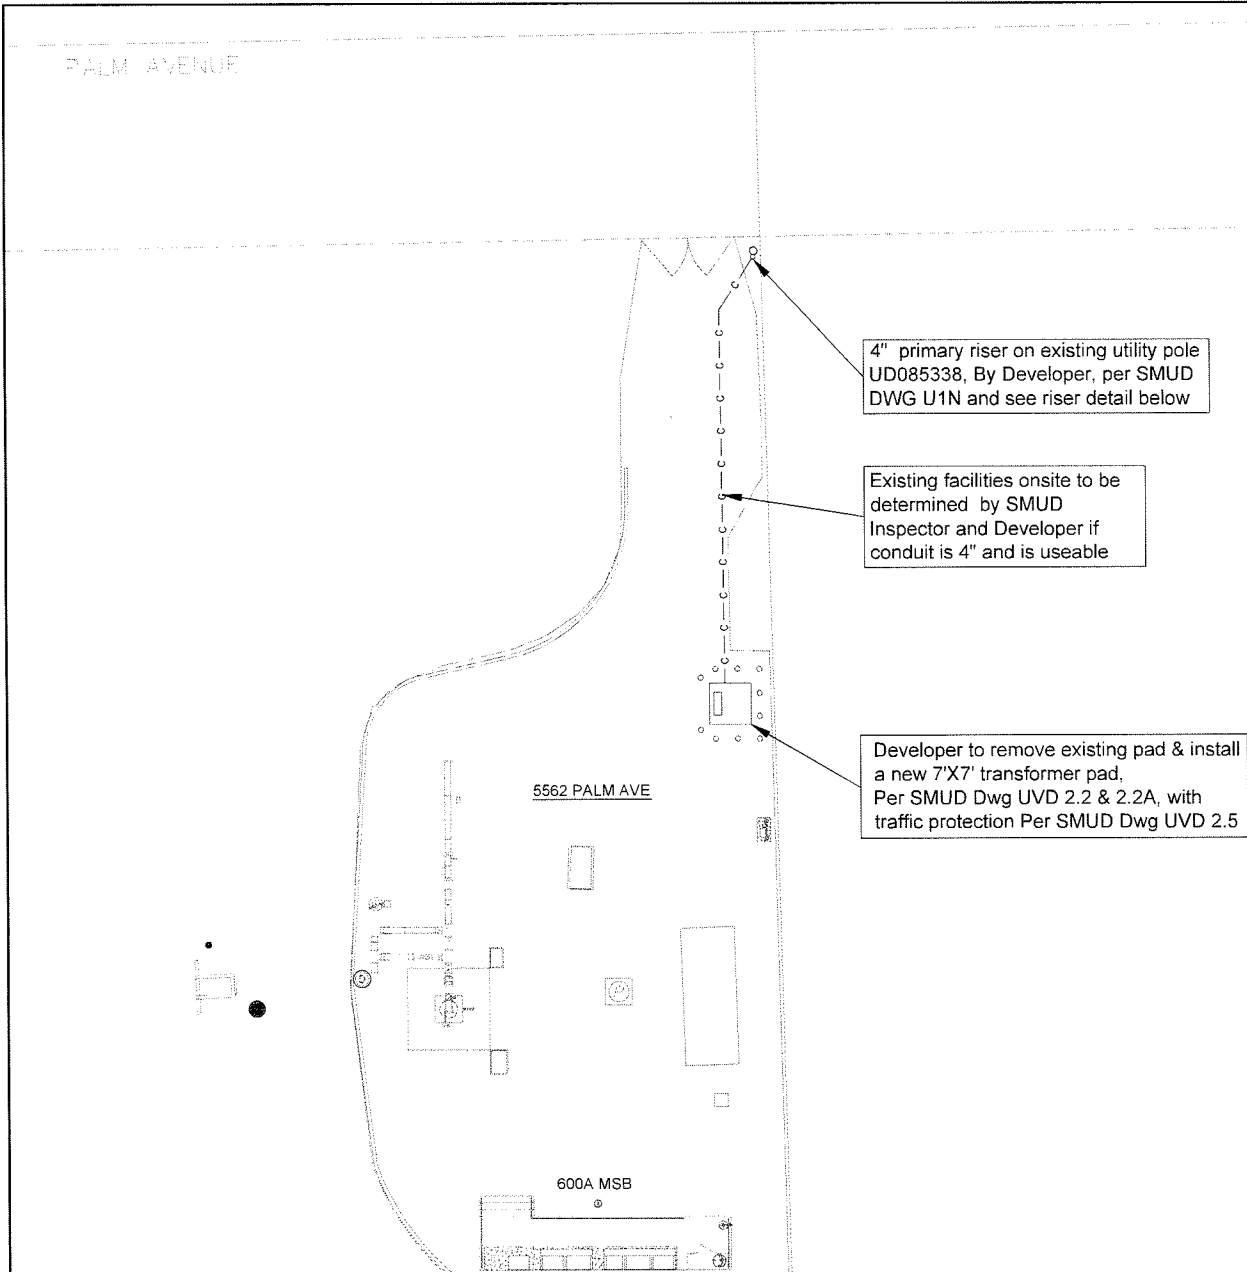 PALM AVENUE
4" primary riser on existing utility pole
UD085338, By Developer, per SMUD
DWG U1N and see riser detail below
Existing facilities onsite to be
determined by SMUD
Inspector and Developer if
conduit is 4" and is useable
Developer to remove existing pad & install
a new 7'X7' transformer pad,
Per SMUD Dwg UVD 2.2 & 2.2A, with
traffic protection Per SMUD Dwg UVD 2.5
5562 PALM AVE
600A MSB